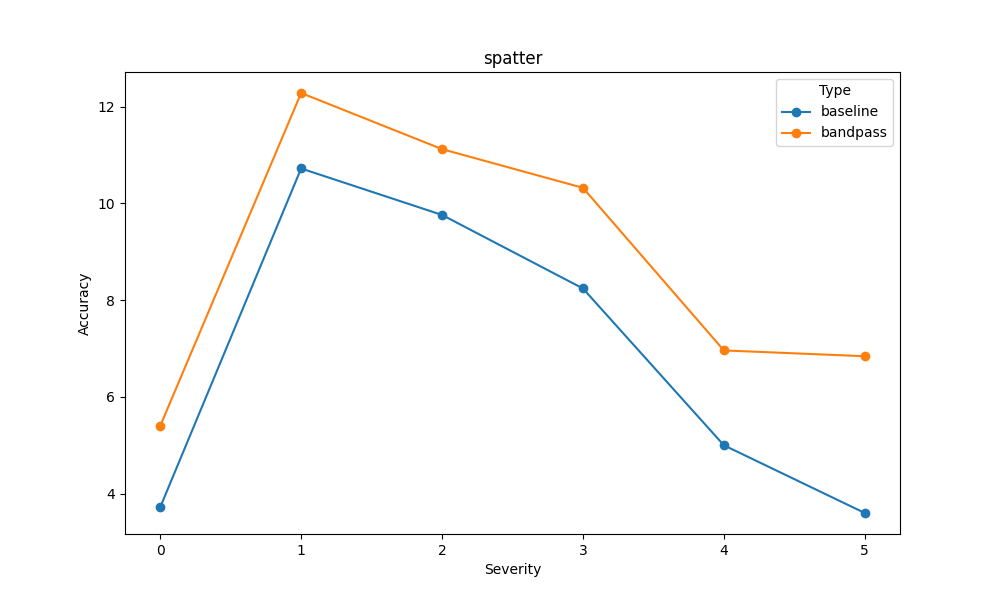 spatter
Type
baseline
bandpass
12
10
8
6
4
Accuracy
0 1 2 3 4 5
Severity